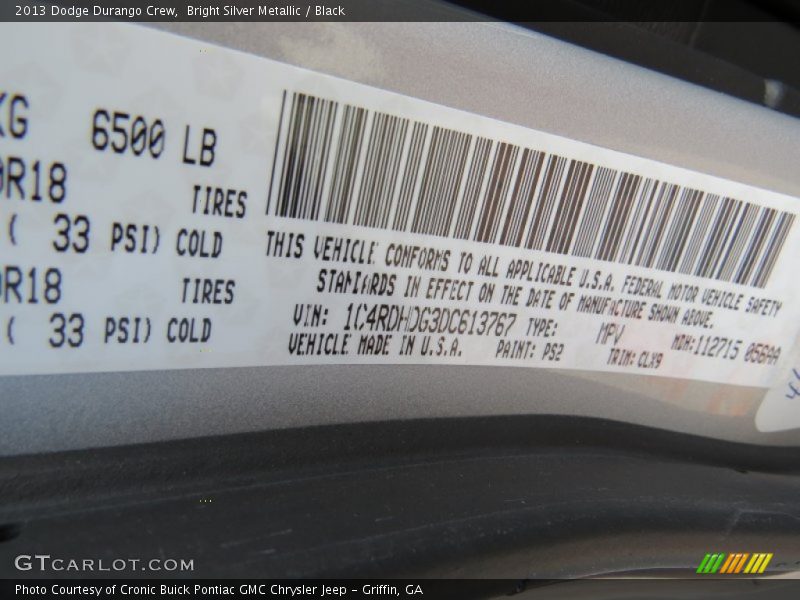 2013 Dodge Durango Crew,  Bright Silver Metallic / Black
KG 6500 LB
0R18 TIRES
( 33 PSI) COLD
0R18 TIRES
( 33 PSI) COLD
THIS VEHICLE CONFORMS TO ALL APPLICABLE U.S.A. FEDERAL MOTOR VEHICLE SAFETY
STANDARDS IN EFFECT ON THE DATE OF MANUFACTURE SHOWN ABOVE.
VIN: 1C4RDHDG3DC613767 TYPE: MPV MDH:112715 056AA
VEHICLE MADE IN U.S.A. PAINT: PS2 TRIM: CLX9
GTCARLOT.COM
Photo Courtesy of Cronic Buick Pontiac GMC Chrysler Jeep – Griffin, GA